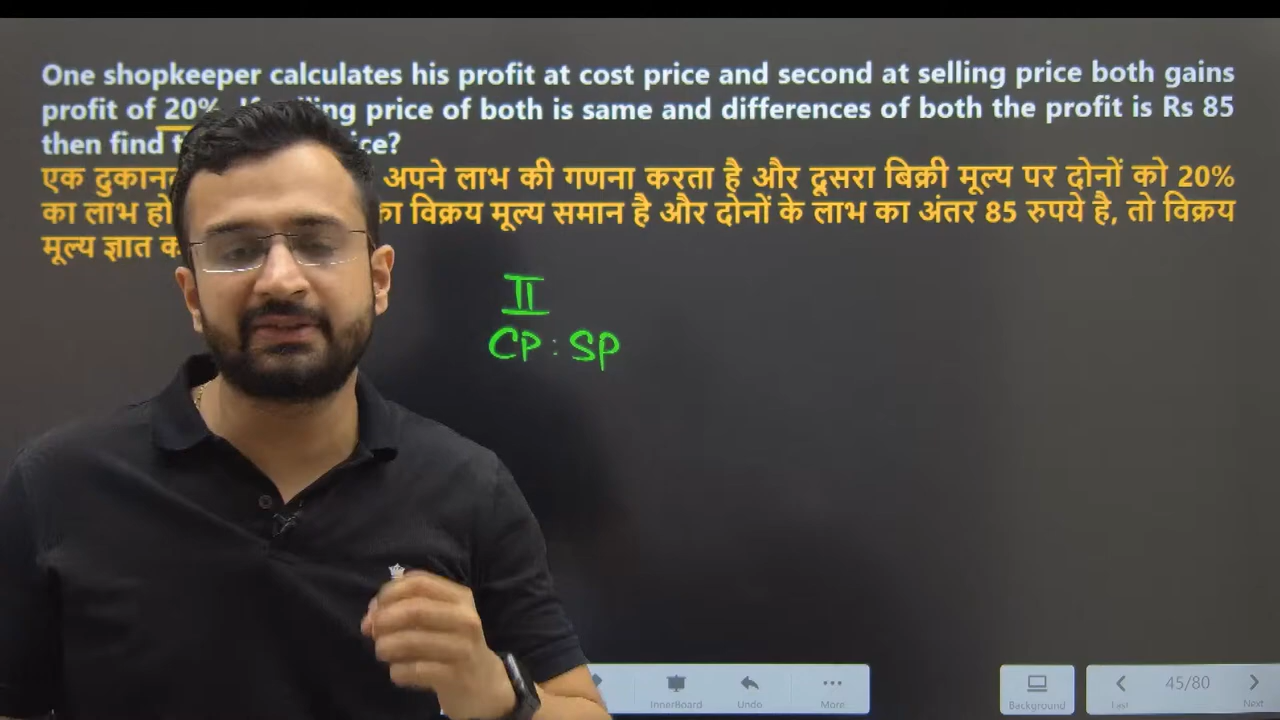 One shopkeeper calculates his profit at cost price and second at selling price both gains
profit of 20% price of both is same and differences of both the profit is Rs 85
then find
एक अपने लाभ की गणना करता है और दूसरा बिक्री मूल्य पर दोनों को 20%
का लाभ विक्रय मूल्य समान है और दोनों के लाभ का अंतर 85 रुपये है, तो विक्रय
मूल्य ज्ञात
II
CP : SP
InnerBoard Undo More Background Last 45/80 Next